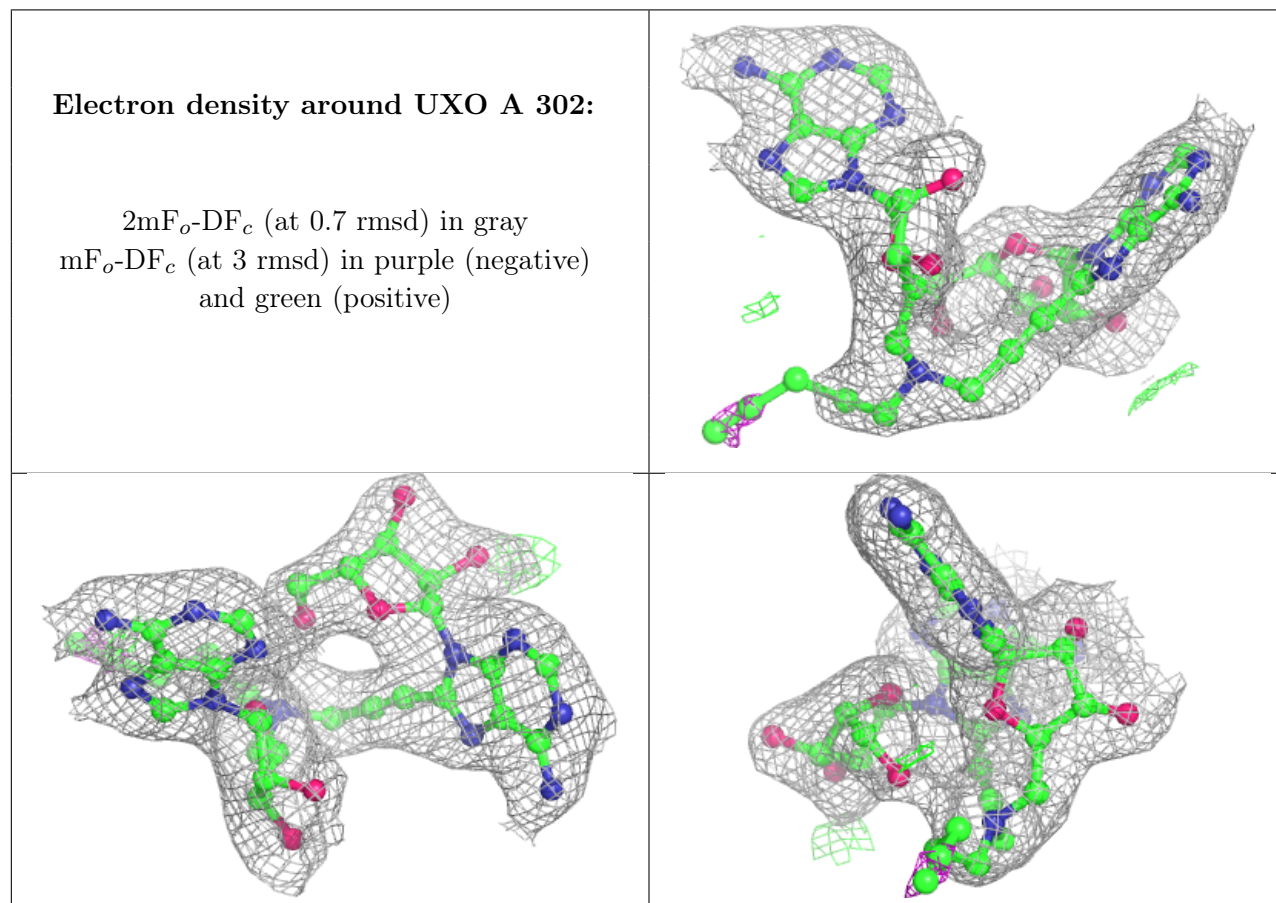 Electron density around UXO A 302:
2mFo-DFc (at 0.7 rmsd) in gray
mFo-DFc (at 3 rmsd) in purple (negative)
and green (positive)